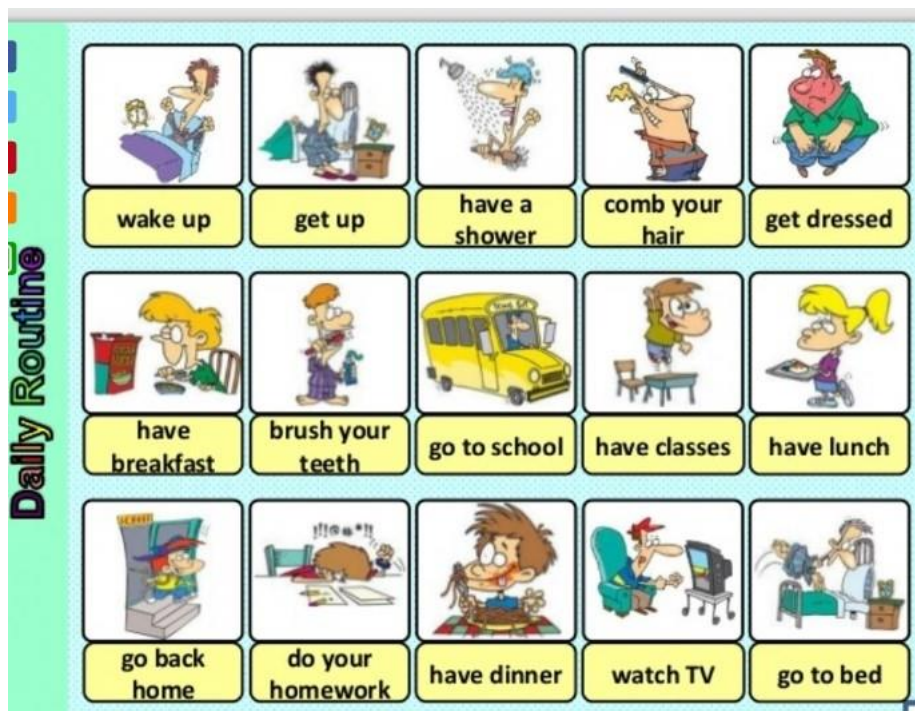 Daily Routine
wake up
get up
have a
shower
comb your
hair
get dressed
have
breakfast
brush your
teeth
go to school
have classes
have lunch
SCHOOL
!!!@*!!
go back
home
do your
homework
have dinner
watch TV
go to bed